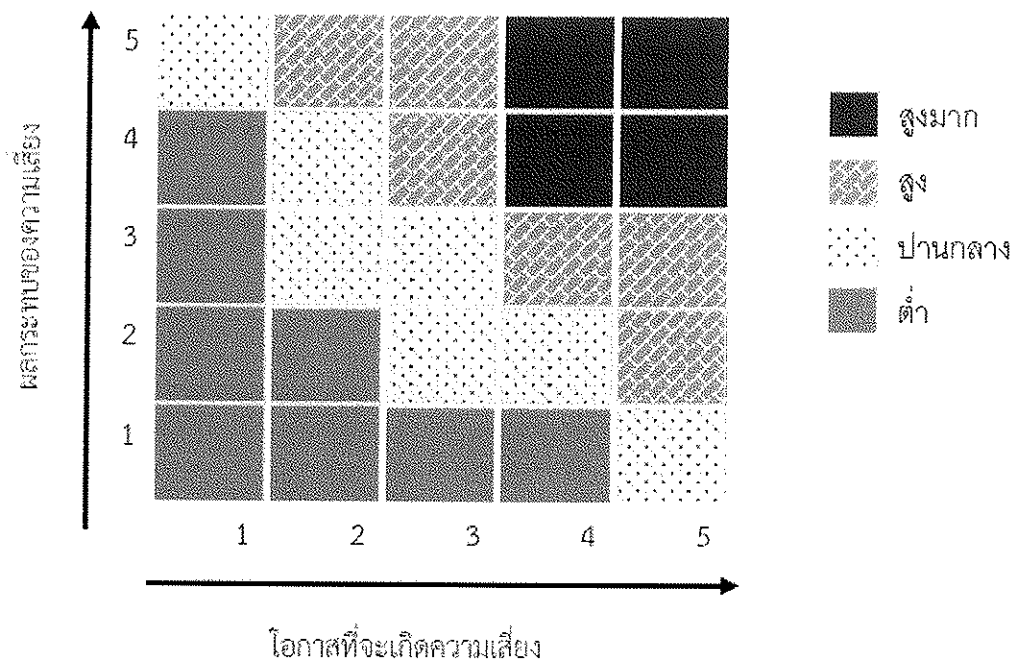 ผลกระทบของความเสี่ยง
5
4
3
2
1
1 2 3 4 5
โอกาสที่จะเกิดความเสี่ยง
สูงมาก
สูง
ปานกลาง
ต่ำ